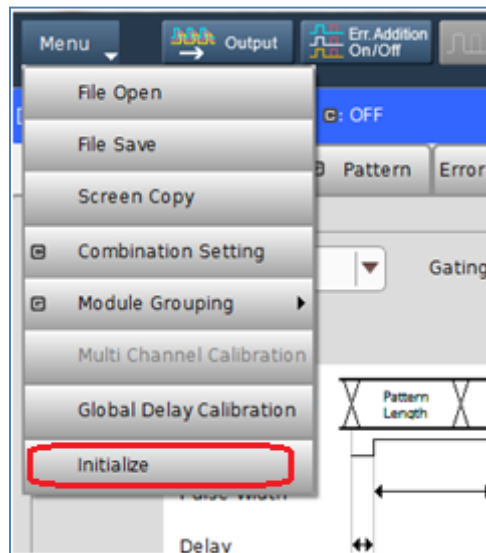 Menu
Output
Err.Addition
On/Off
File Open
C: OFF
File Save
Pattern
Error
Screen Copy
C Combination Setting
Gating
C Module Grouping
Multi Channel Calibration
Pattern
Length
Global Delay Calibration
Initialize
Pulse Width
Delay